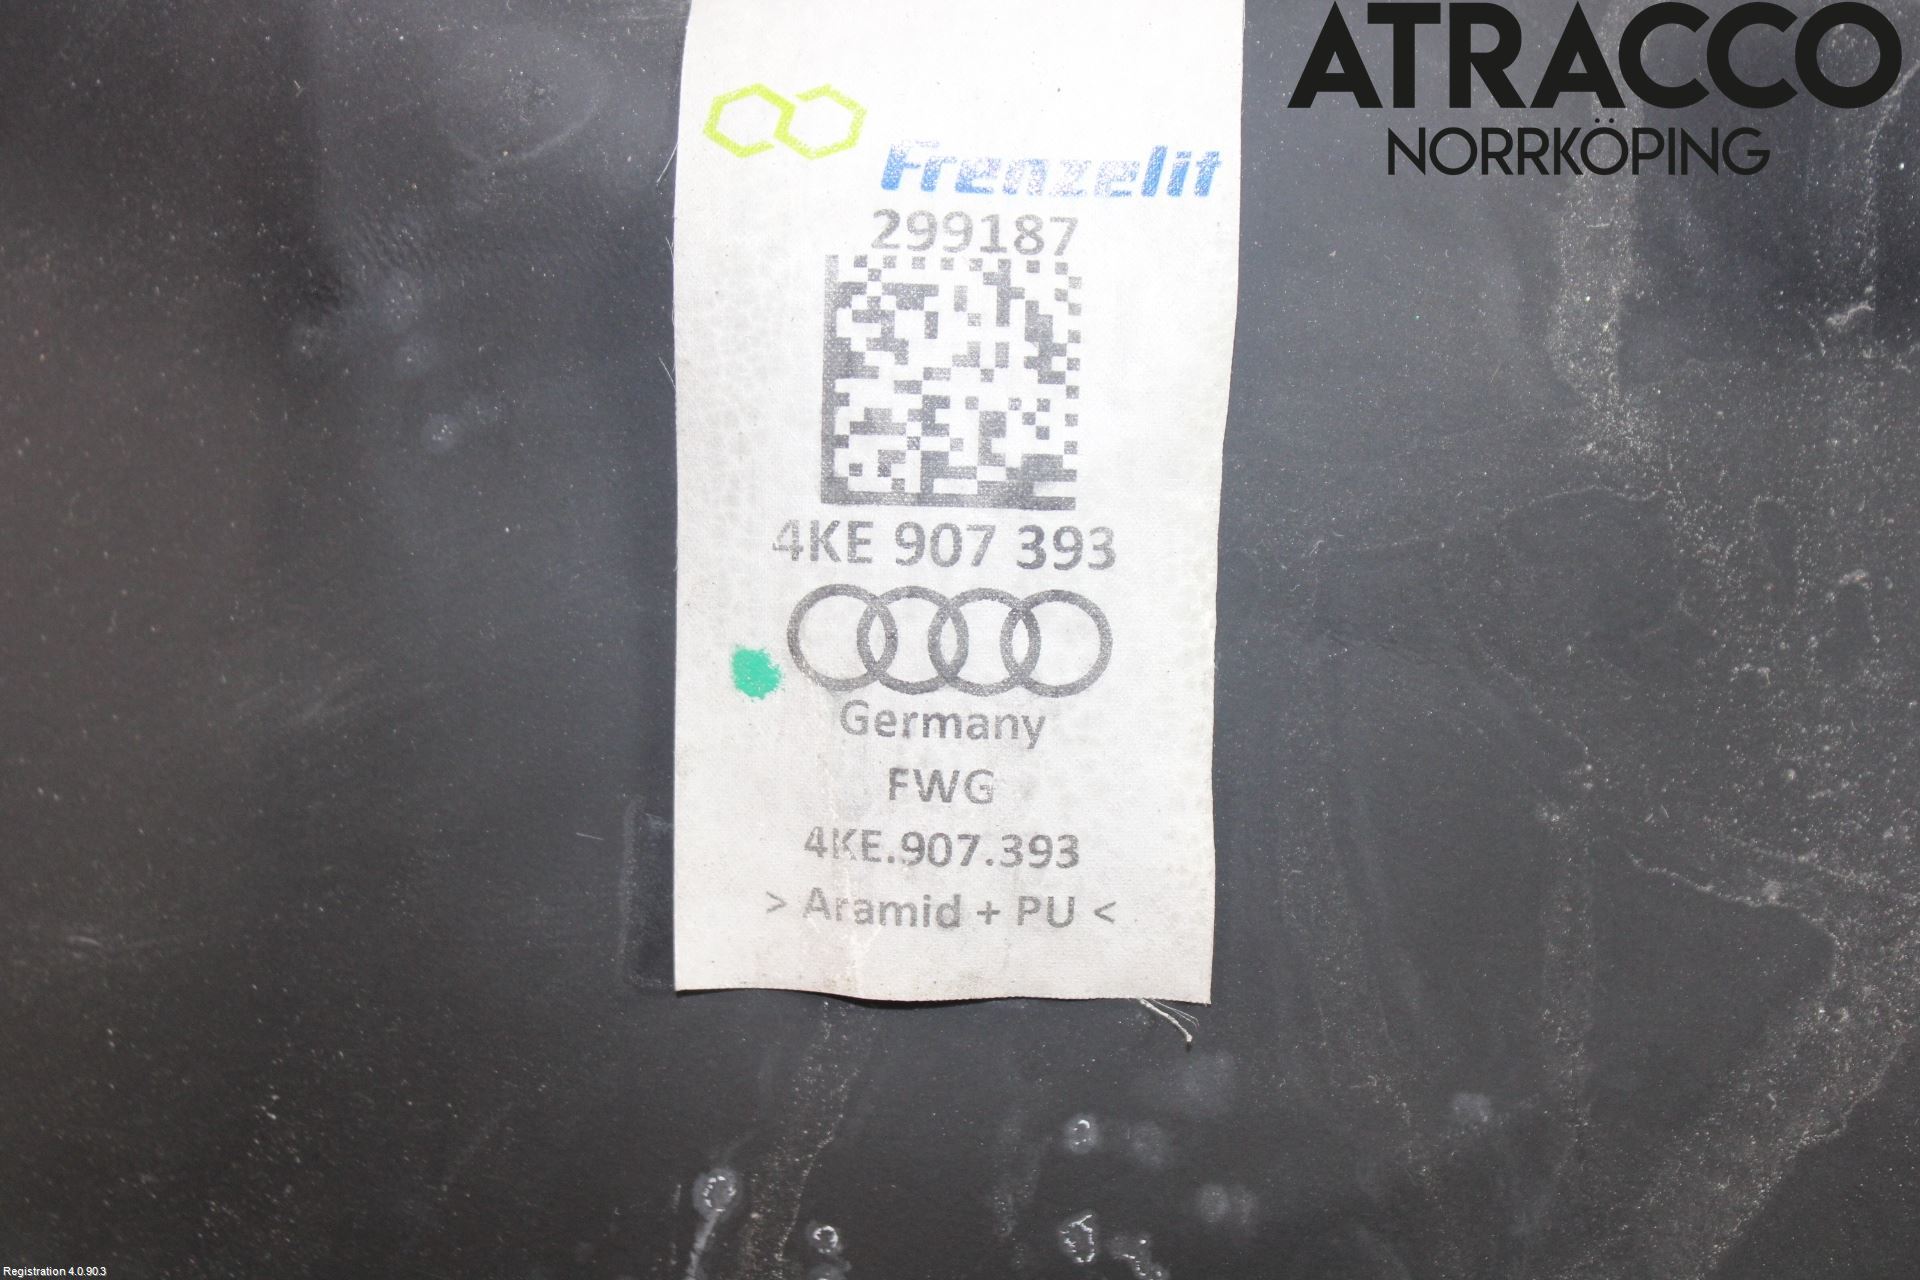 ATRACCO
NORRKÖPING
Frenzelit
299187
4KE 907 393
Germany
FWG
4KE.907.393
> Aramid + PU <
Registration 4.0.90.3